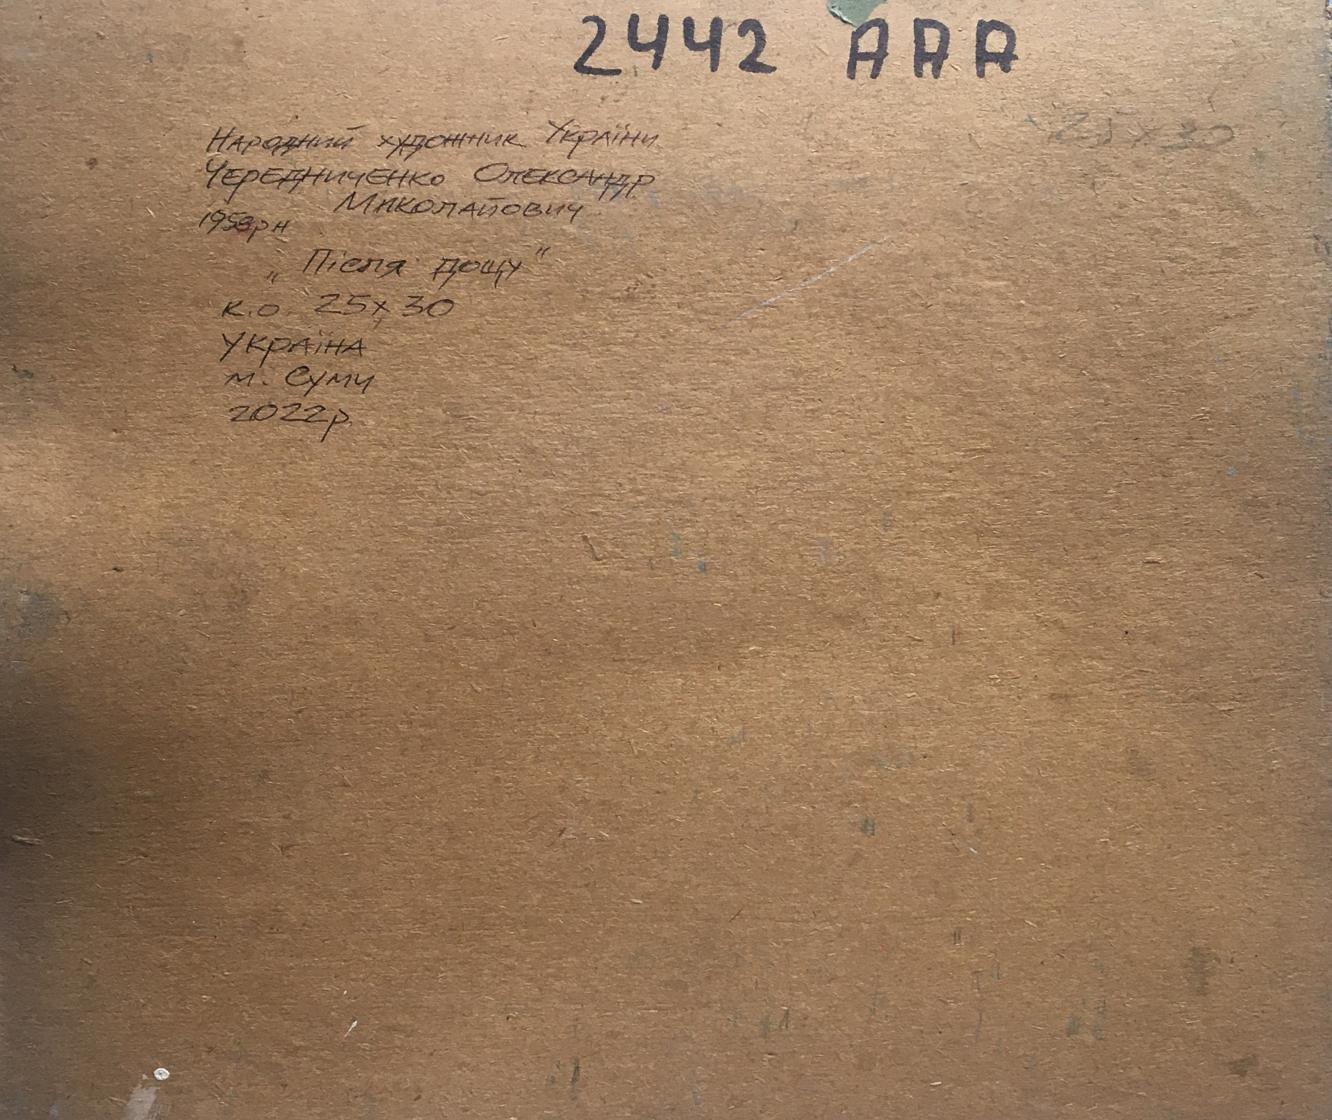 2442 AAA
25x30
Народний художник України
Чередниченко Олександр
Миколайович
1958рн
„Після дощу"
к.о. 25x30
Україна
м. Суми
2022р.